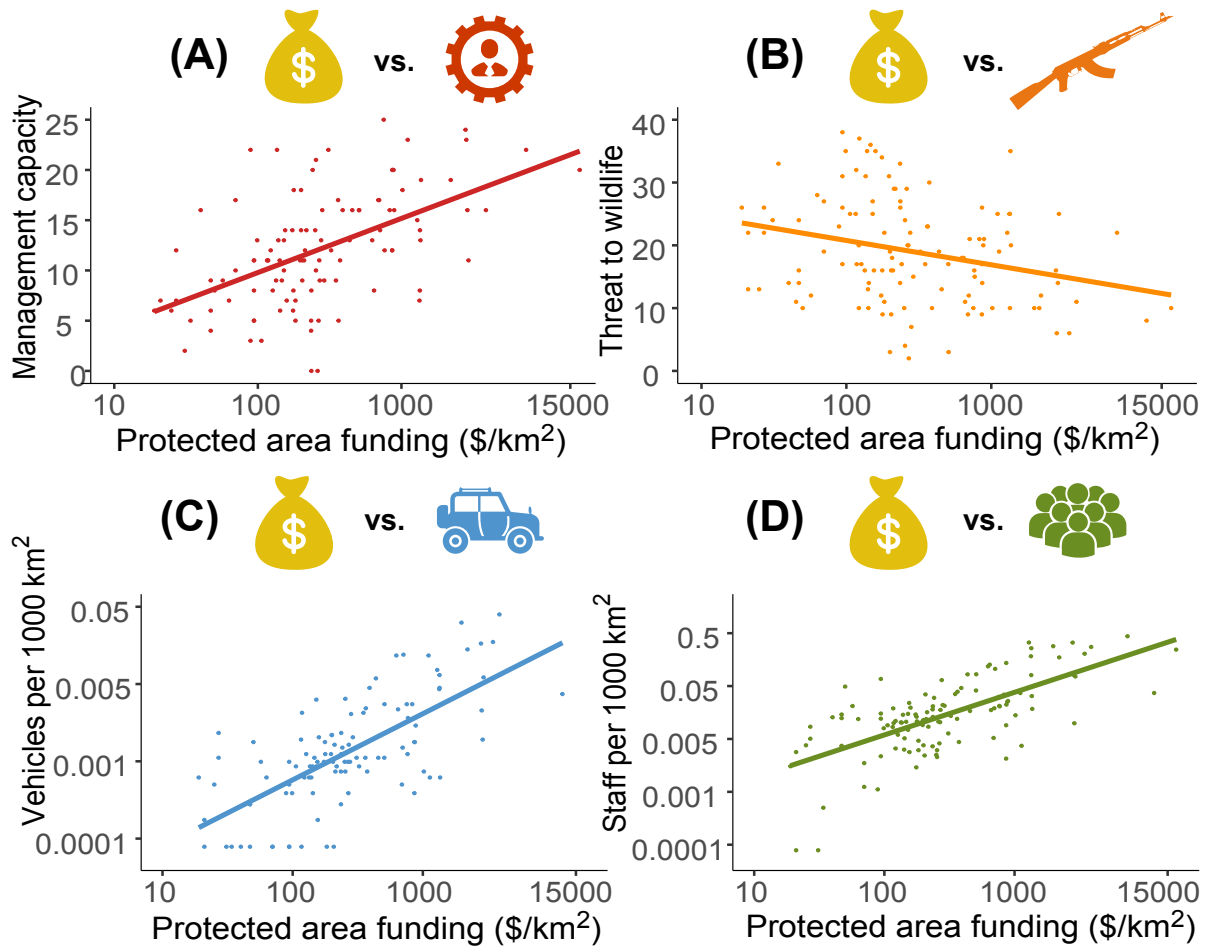 (A) $ vs.
Management capacity
25
20
15
10
5
0
10 100 1000 15000
Protected area funding ($/km²)
(B) $ vs.
Threat to wildlife
40
30
20
10
0
10 100 1000 15000
Protected area funding ($/km²)
(C) $ vs.
Vehicles per 1000 km²
0.05
0.005
0.001
0.0001
10 100 1000 15000
Protected area funding ($/km²)
(D) $ vs.
Staff per 1000 km²
0.5
0.05
0.005
0.001
0.0001
10 100 1000 15000
Protected area funding ($/km²)